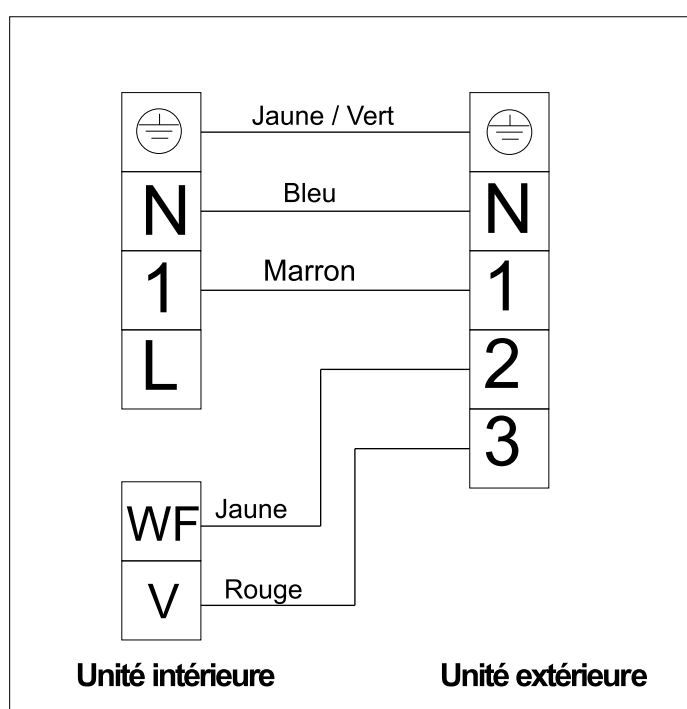 Jaune / Vert
N Bleu N
1 Marron 1
L 2
3
WF Jaune
V Rouge
Unité intérieure Unité extérieure